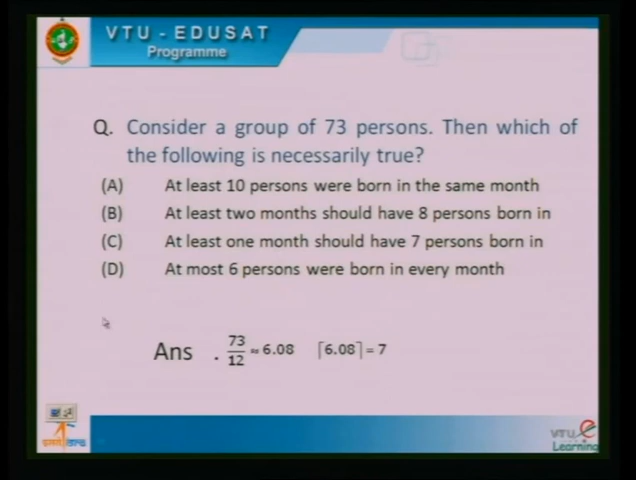 VTU - EDUSAT
Programme
Q. Consider a group of 73 persons. Then which of
the following is necessarily true?
(A) At least 10 persons were born in the same month
(B) At least two months should have 8 persons born in
(C) At least one month should have 7 persons born in
(D) At most 6 persons were born in every month
Ans . 73/12 ≈ 6.08 ⌈6.08⌉ = 7
VTU e
Learning